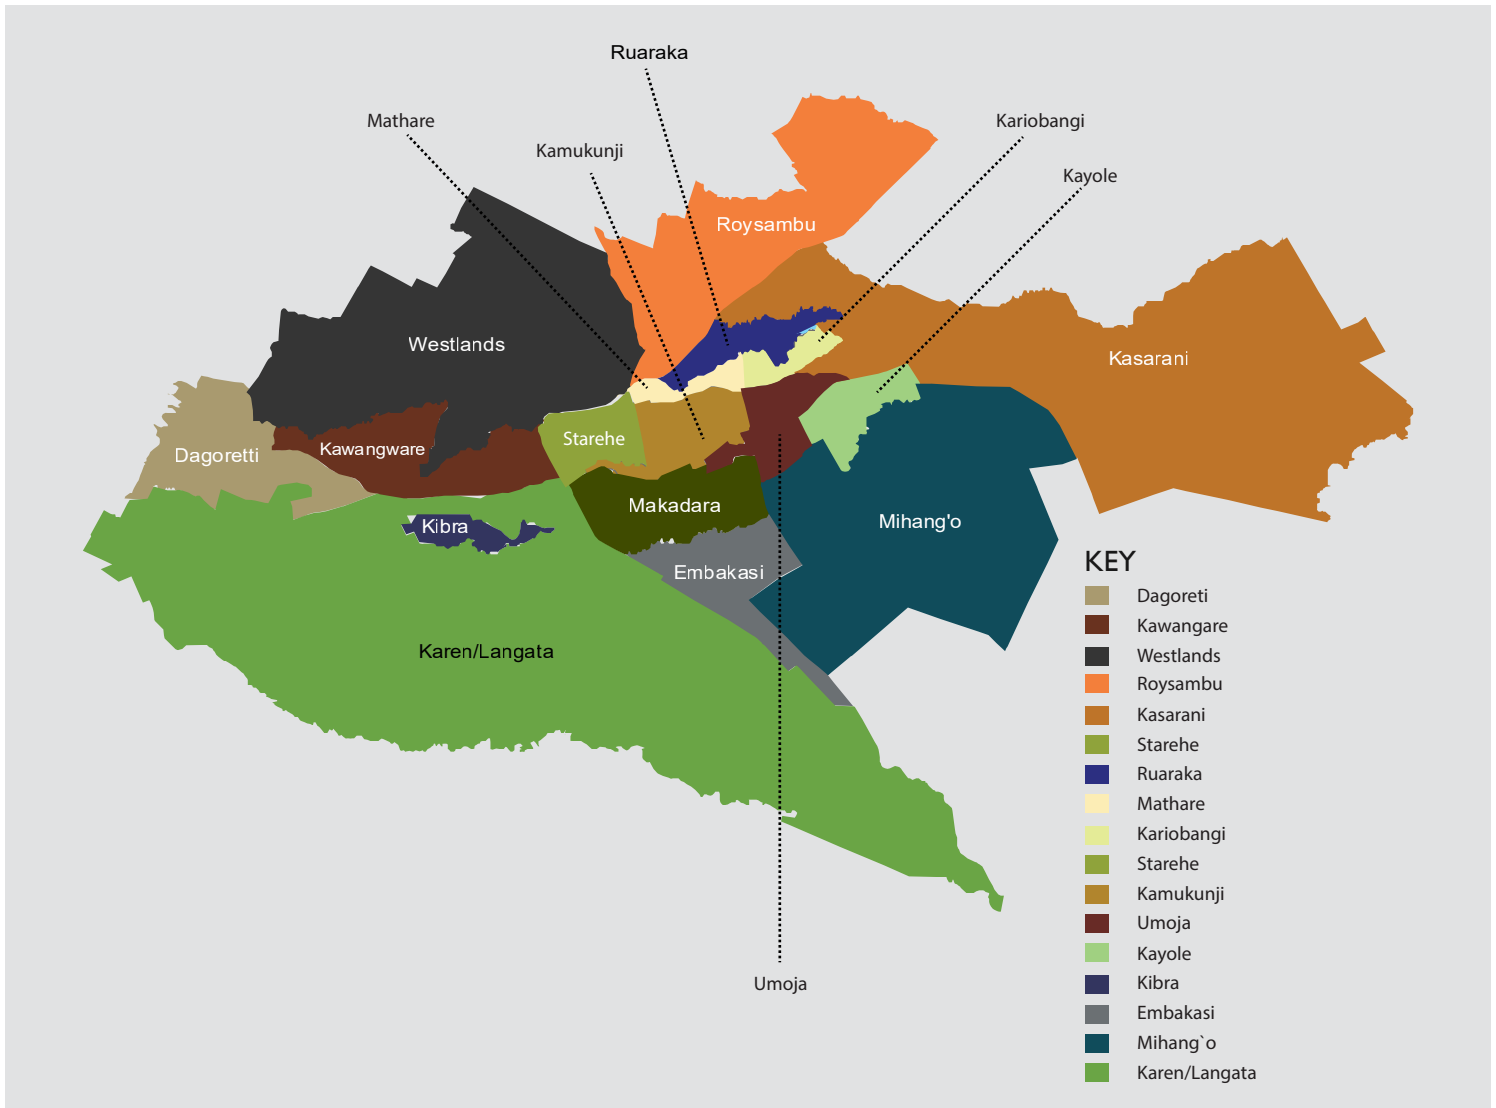 Ruaraka
Mathare
Kariobangi
Kamukunji
Kayole
Roysambu
Westlands
Kasarani
Starehe
Kawangware
Dagoretti
Makadara
Kibra
Mihang'o
Embakasi
Karen/Langata
Umoja
KEY
Dagoreti
Kawangare
Westlands
Roysambu
Kasarani
Starehe
Ruaraka
Mathare
Kariobangi
Starehe
Kamukunji
Umoja
Kayole
Kibra
Embakasi
Mihang`o
Karen/Langata